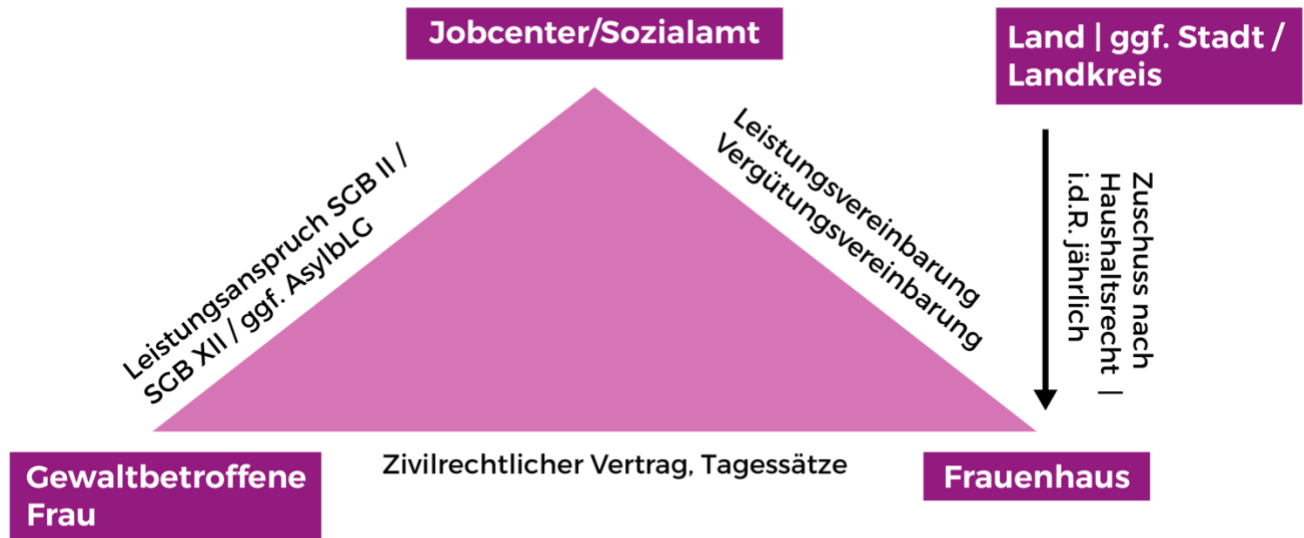 Jobcenter/Sozialamt
Land | ggf. Stadt /
Landkreis
Leistungsanspruch SGB II /
SGB XII / ggf. AsylbLG
Leistungsvereinbarung
Vergütungsvereinbarung
Zuschuss nach
Haushaltsrecht |
i.d.R. jährlich
Gewaltbetroffene
Frau
Zivilrechtlicher Vertrag, Tagessätze
Frauenhaus